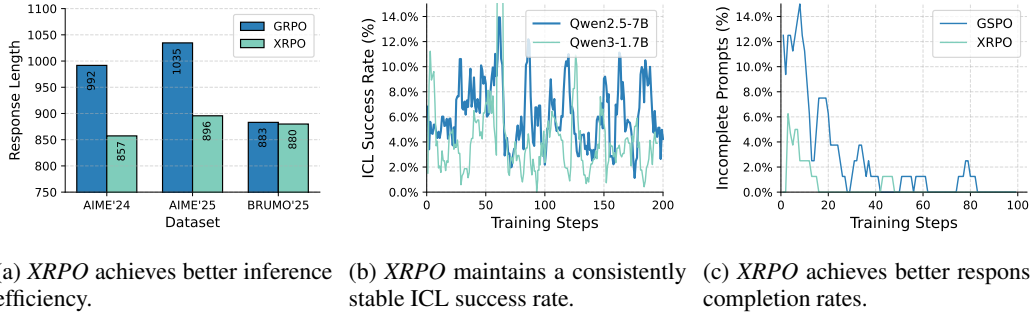 1100
1050
1000
950
900
850
800
750
Response Length
GRPO
XRPO
992
857
1035
896
883
880
AIME'24
AIME'25
BRUMO'25
Dataset
14.0%
12.0%
10.0%
8.0%
6.0%
4.0%
2.0%
0.0%
ICL Success Rate (%)
Qwen2.5-7B
Qwen3-1.7B
0
50
100
150
200
Training Steps
14.0%
12.0%
10.0%
8.0%
6.0%
4.0%
2.0%
0.0%
Incomplete Prompts (%)
GSPO
XRPO
0
20
40
60
80
100
Training Steps
a) XRPO achieves better inference
efficiency.
(b) XRPO maintains a consistently
stable ICL success rate.
(c) XRPO achieves better respons
completion rates.